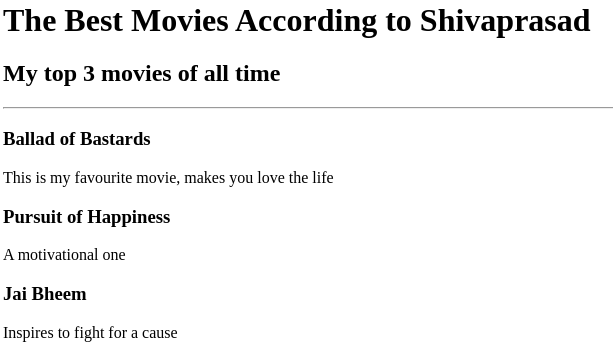 The Best Movies According to Shivaprasad
My top 3 movies of all time
Ballad of Bastards
This is my favourite movie, makes you love the life
Pursuit of Happiness
A motivational one
Jai Bheem
Inspires to fight for a cause